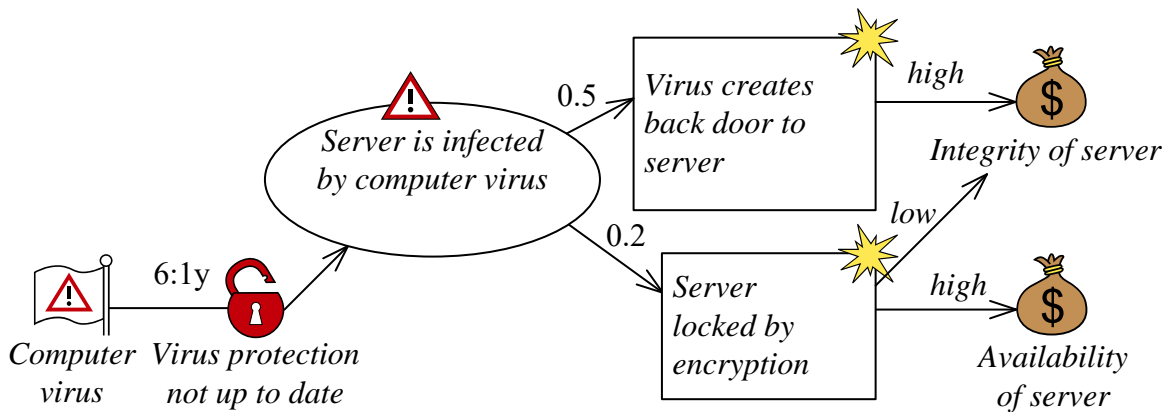 Computer
virus
6:1y
Virus protection
not up to date
Server is infected
by computer virus
0.5
Virus creates
back door to
server
high
$
Integrity of server
0.2
Server
locked by
encryption
low
high
$
Availability
of server